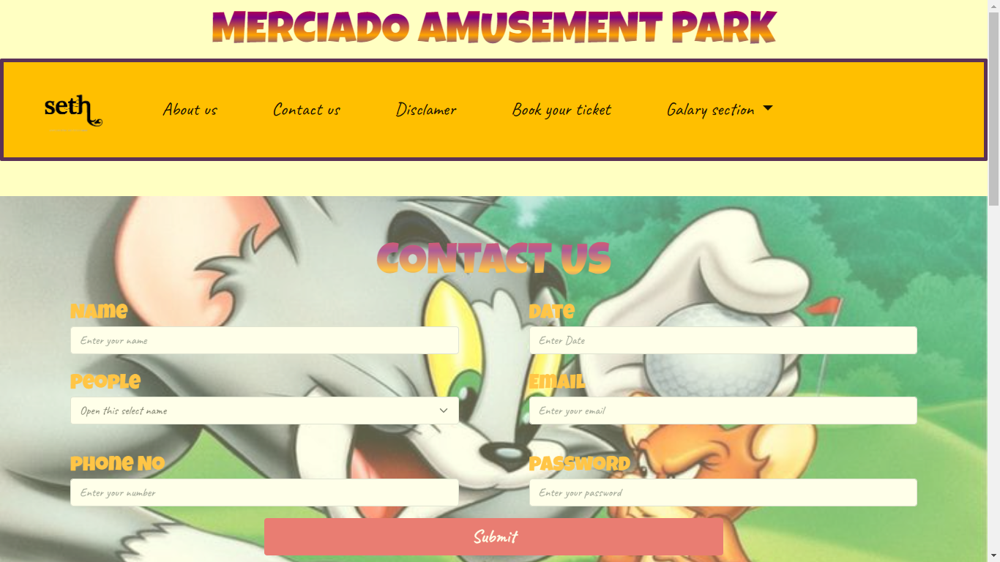 MERCIADO AMUSEMENT PARK
seth
About us
Contact us
Disclamer
Book your ticket
Galary section
CONTACT US
Name
Date
Enter your name
Enter Date
People
Email
Open this select name
Enter your email
Phone No
Password
Enter your number
Enter your password
Submit